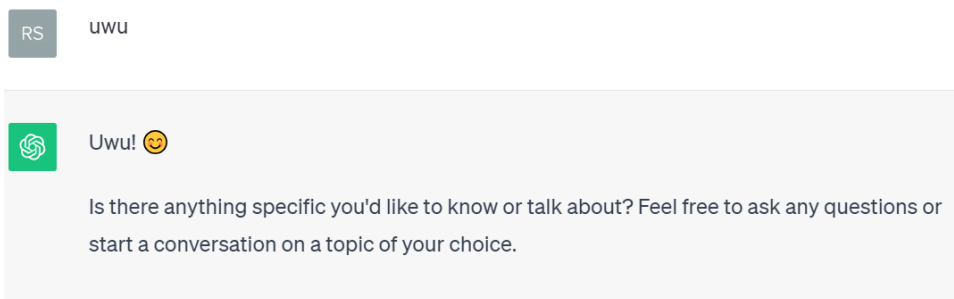 RS
uwu
Uwu! 😊
Is there anything specific you'd like to know or talk about? Feel free to ask any questions or
start a conversation on a topic of your choice.